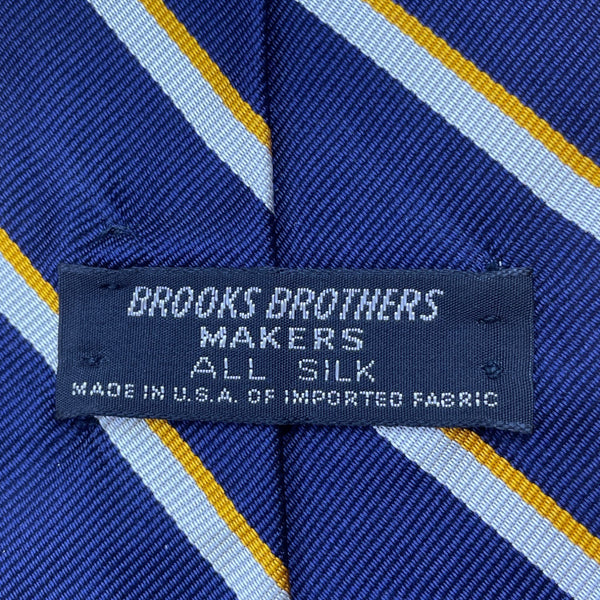 BROOKS BROTHERS
MAKERS
ALL SILK
MADE IN U.S.A. OF IMPORTED FABRIC